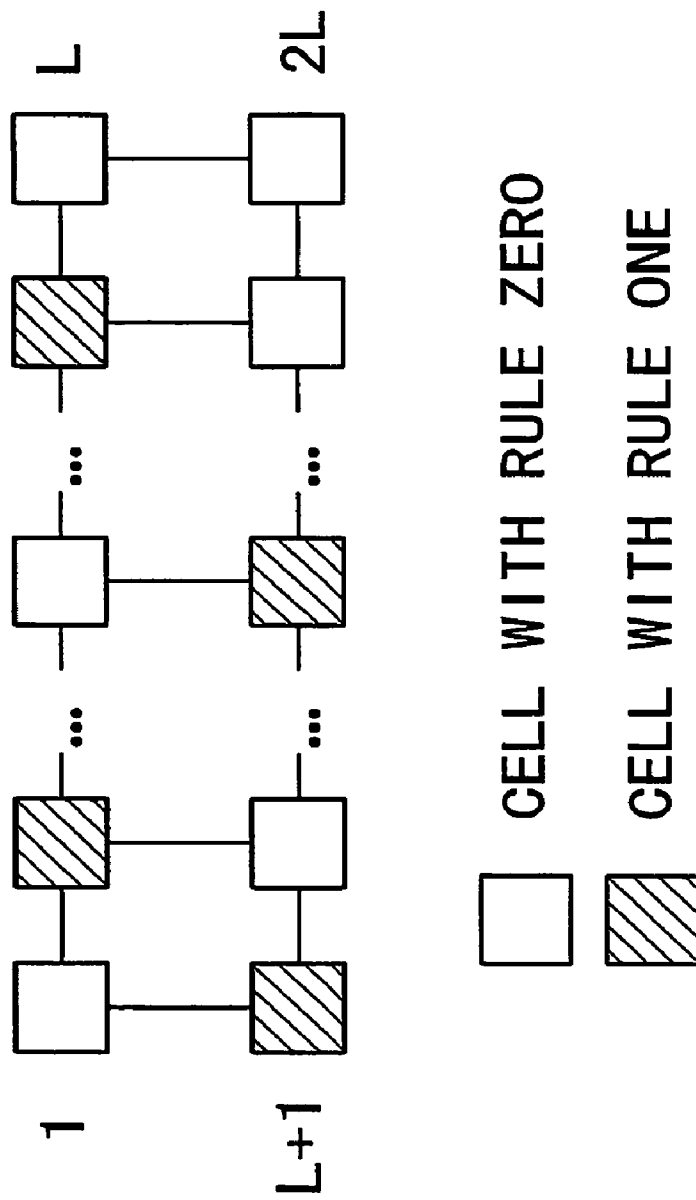 1 ... ... L
L+1 ... ... 2L
CELL WITH RULE ZERO
CELL WITH RULE ONE